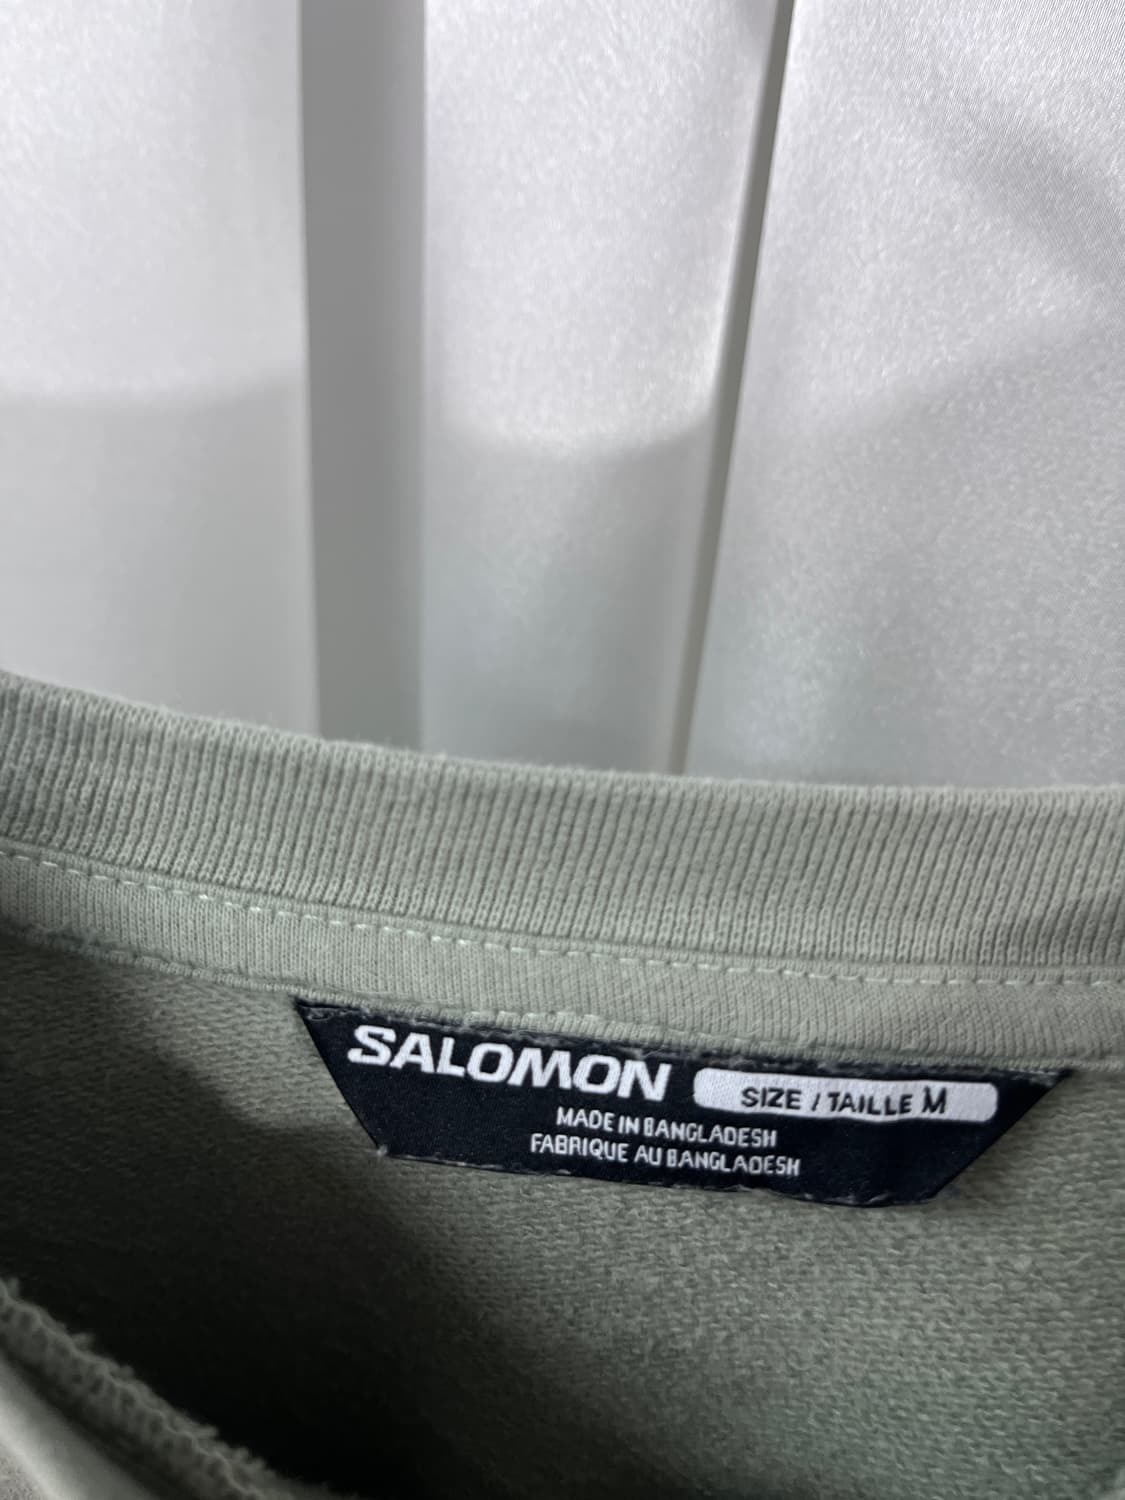 SALOMON SIZE / TAILLE M
MADE IN BANGLADESH
FABRIQUE AU BANGLADESH